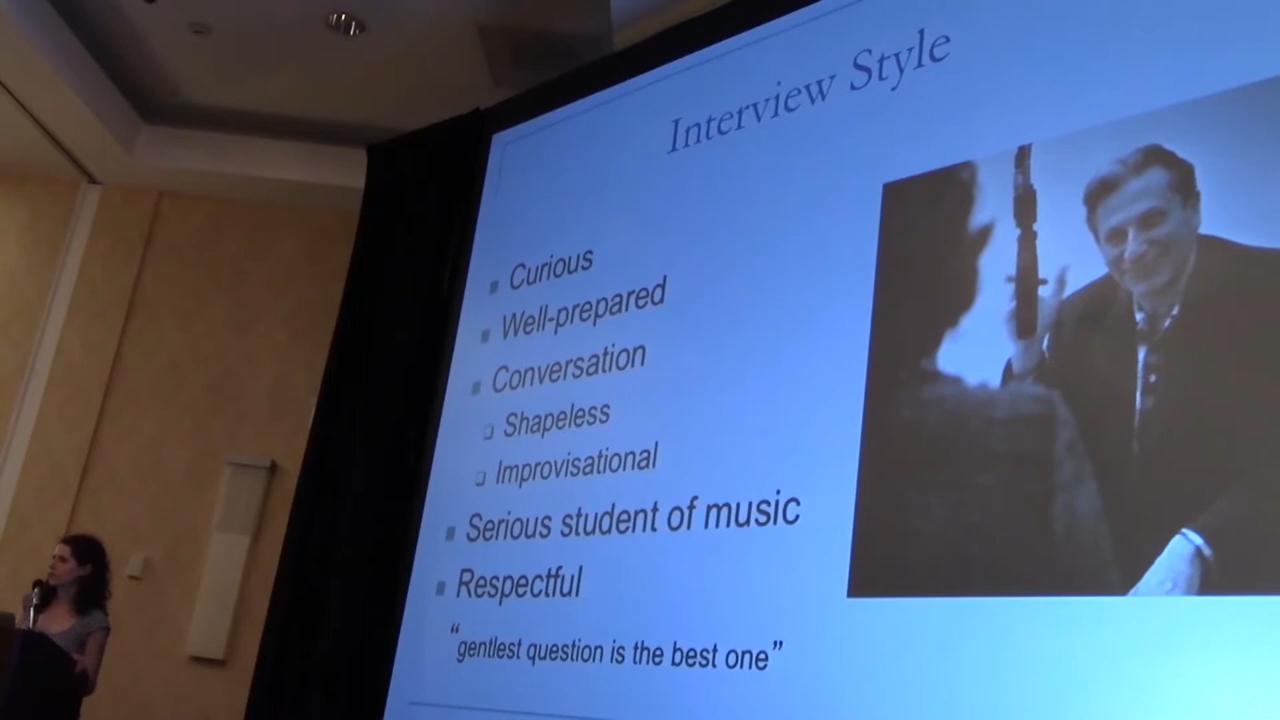 Interview Style
Curious
Well-prepared
Conversation
Shapeless
Improvisational
Serious student of music
Respectful
“gentlest question is the best one”